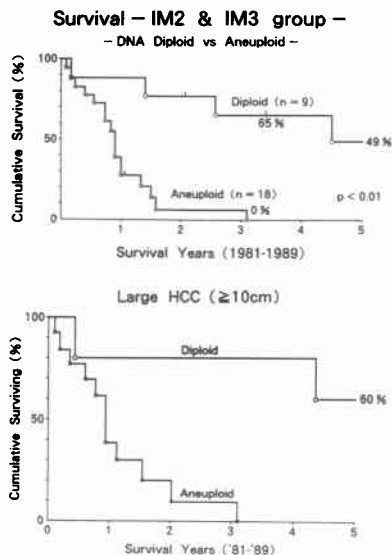 Survival – IM2 & IM3 group
– DNA Diploid vs Aneuploid –
Cumulative Survival (%)
100
50
0
Diploid (n = 9)
65 %
49 %
Aneuploid (n = 18)
0 %
p < 0.01
1 2 3 4 5
Survival Years (1981-1989)
Large HCC (≧10cm)
Cumulative Surviving (%)
100
50
0
Diploid
60 %
Aneuploid
0 1 2 3 4 5
Survival Years ('81-'89)